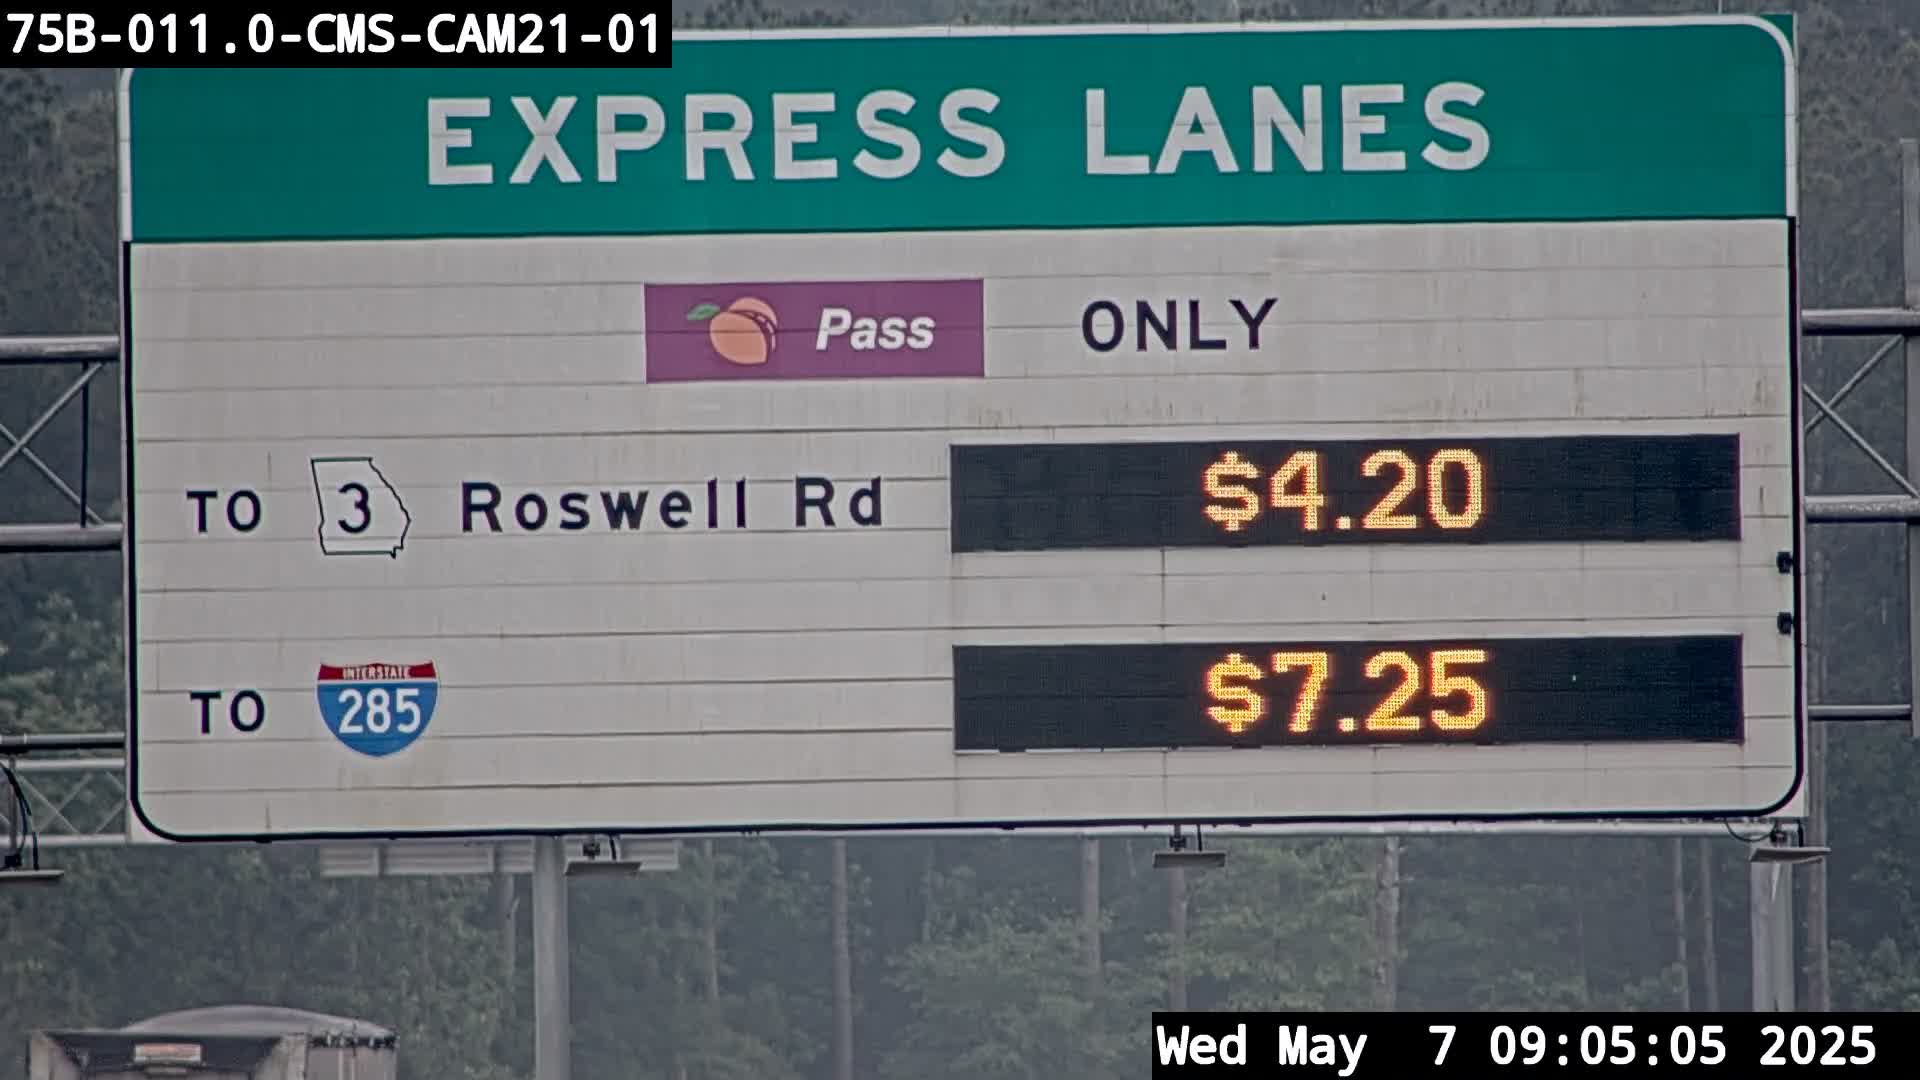 75B-011.0-CMS-CAM21-01
EXPRESS LANES
Pass ONLY
TO 3 Roswell Rd $4.20
TO INTERSTATE 285 $7.25
Wed May 7 09:05:05 2025